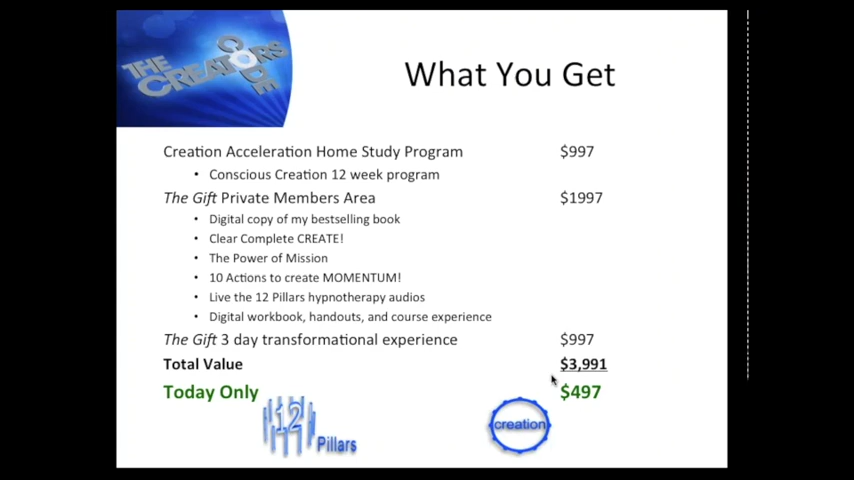 THE
CREATORS
CODE
What You Get
Creation Acceleration Home Study Program $997
• Conscious Creation 12 week program
The Gift Private Members Area $1997
• Digital copy of my bestselling book
• Clear Complete CREATE!
• The Power of Mission
• 10 Actions to create MOMENTUM!
• Live the 12 Pillars hypnotherapy audios
• Digital workbook, handouts, and course experience
The Gift 3 day transformational experience $997
Total Value $3,991
Today Only $497
12 Pillars
creation